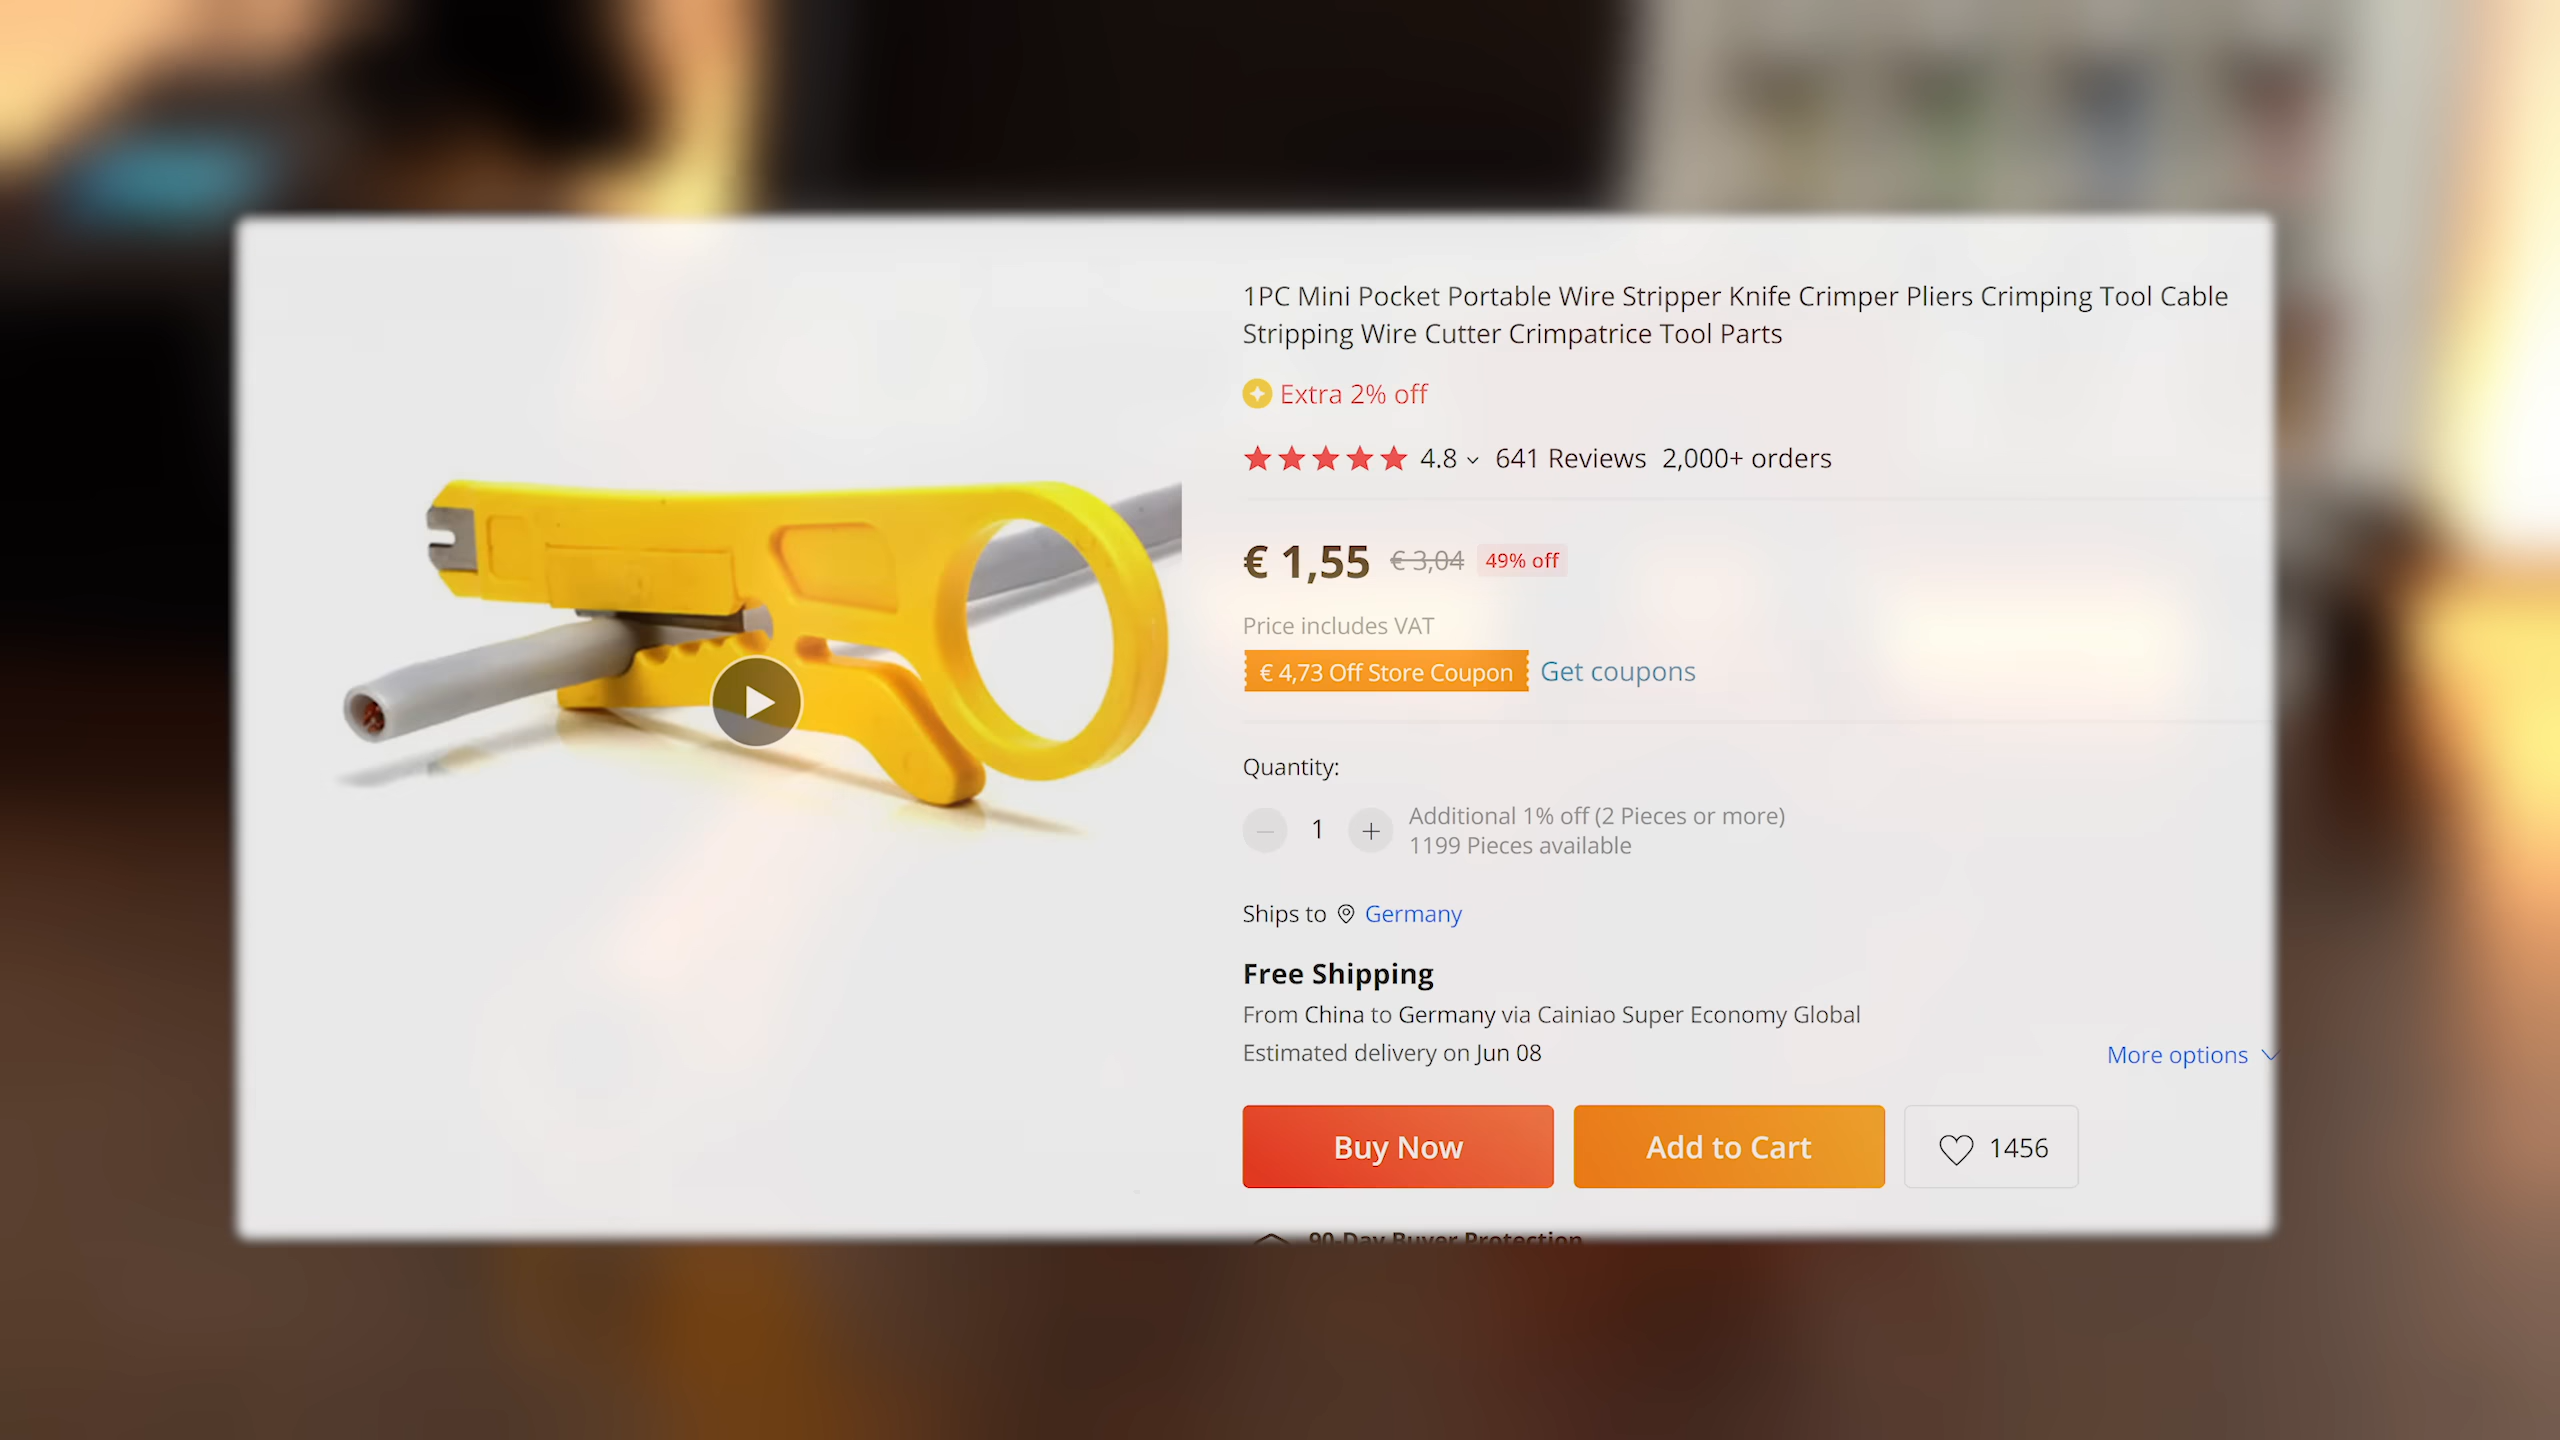 1PC Mini Pocket Portable Wire Stripper Knife Crimper Pliers Crimping Tool Cable
Stripping Wire Cutter Crimpatrice Tool Parts
Extra 2% off
4.8 641 Reviews 2,000+ orders
€ 1,55 € 3,04 49% off
Price includes VAT
€ 4,73 Off Store Coupon Get coupons
Quantity:
1
Additional 1% off (2 Pieces or more)
1199 Pieces available
Ships to Germany
Free Shipping
From China to Germany via Cainiao Super Economy Global
Estimated delivery on Jun 08
More options
Buy Now Add to Cart 1456
90-Day Buyer Protection